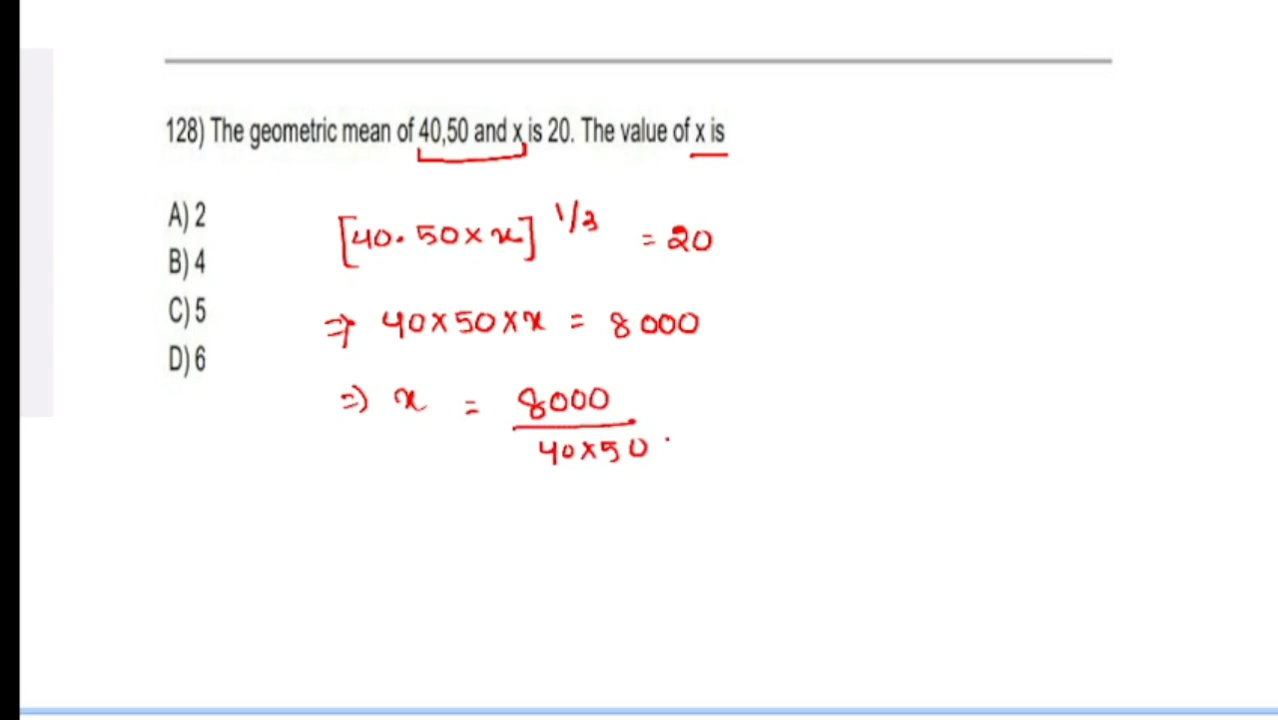 128) The geometric mean of 40,50 and x is 20. The value of x is
A) 2
B) 4
C) 5
D) 6
[40. 50 × x] 1/3 = 20
⇒ 40×50×x = 8000
⇒ x = 8000
40×50